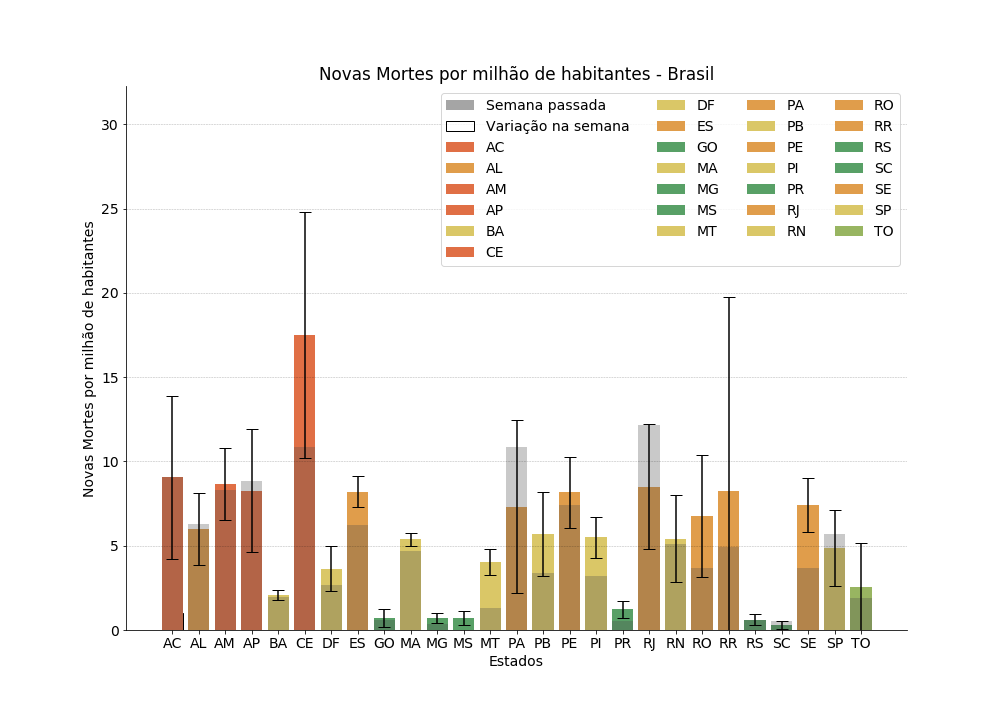 Novas Mortes por milhão de habitantes - Brasil
Semana passada
Variação na semana
AC
AL
AM
AP
BA
CE
DF
ES
GO
MA
MG
MS
MT
PA
PB
PE
PI
PR
RJ
RN
RO
RR
RS
SC
SE
SP
TO
Novas Mortes por milhão de habitantes
30
25
20
15
10
5
0
AC AL AM AP BA CE DF ES GO MA MG MS MT PA PB PE PI PR RJ RN RO RR RS SC SE SP TO
Estados